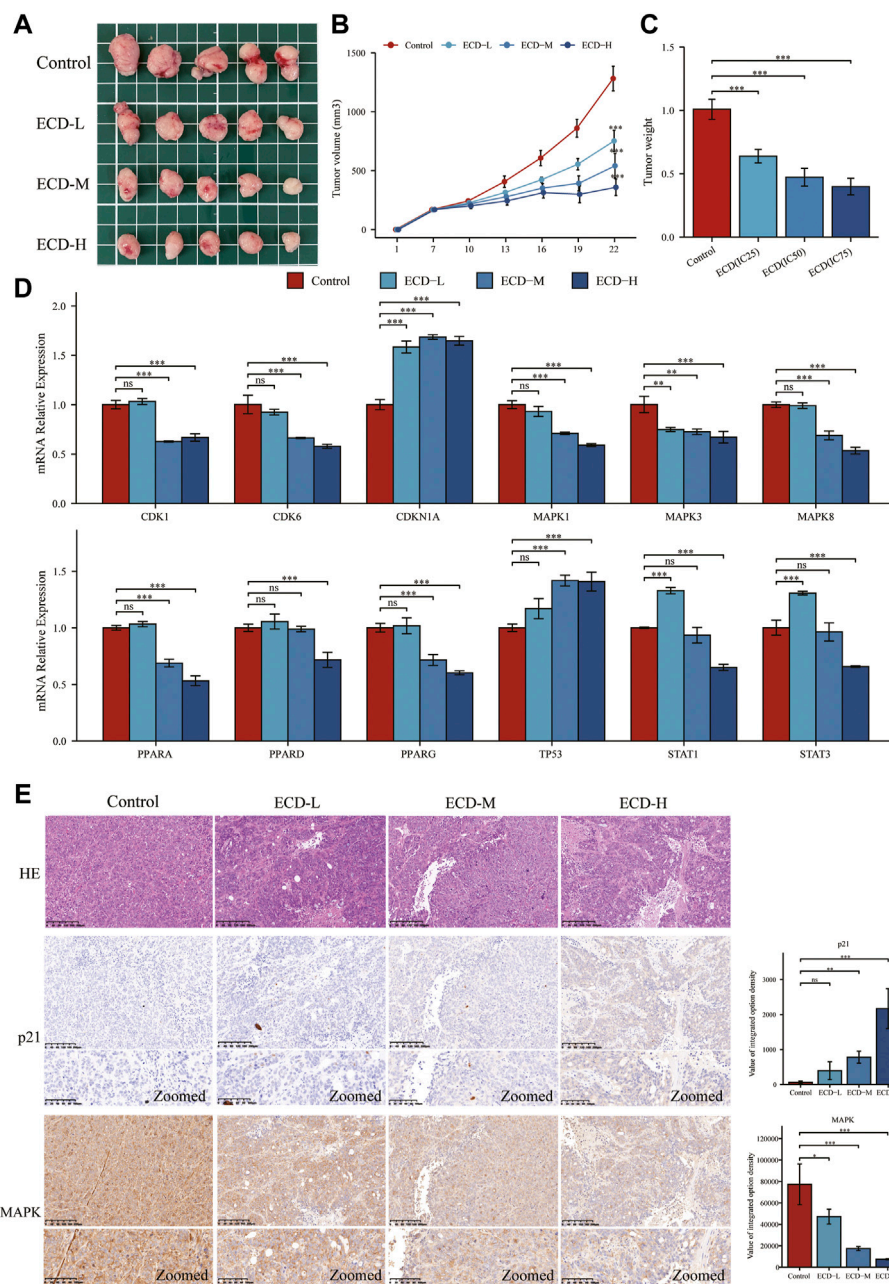 A
Control
ECD-L
ECD-M
ECD-H
B
Control ECD−L ECD−M ECD−H
Tumor volume (mm3)
1500
1000
500
0
1 7 10 13 16 19 22
***
***
***
C
Tumor weight
1.5
1.0
0.5
0.0
***
***
***
Control ECD(IC25) ECD(IC50) ECD(IC75)
D
Control ECD−L ECD−M ECD−H
mRNA Relative Expression
2.0
1.5
1.0
0.5
0.0
*** *** *** *** *** ***
*** *** *** *** ** ***
ns ns *** ns ** ns
CDK1 CDK6 CDKN1A MAPK1 MAPK3 MAPK8
mRNA Relative Expression
1.5
1.0
0.5
0.0
*** *** *** *** *** ***
*** ns *** *** ns ns
ns ns ns ns *** ***
PPARA PPARD PPARG TP53 STAT1 STAT3
E
Control ECD-L ECD-M ECD-H
HE
p21
Zoomed Zoomed Zoomed Zoomed
MAPK
Zoomed Zoomed Zoomed Zoomed
p21
Value of integrated option density
3000
2000
1000
0
***
**
ns
Control ECD−L ECD−M ECD
MAPK
Value of integrated option density
120000
100000
80000
60000
40000
20000
0
***
***
*
Control ECD−L ECD−M ECD